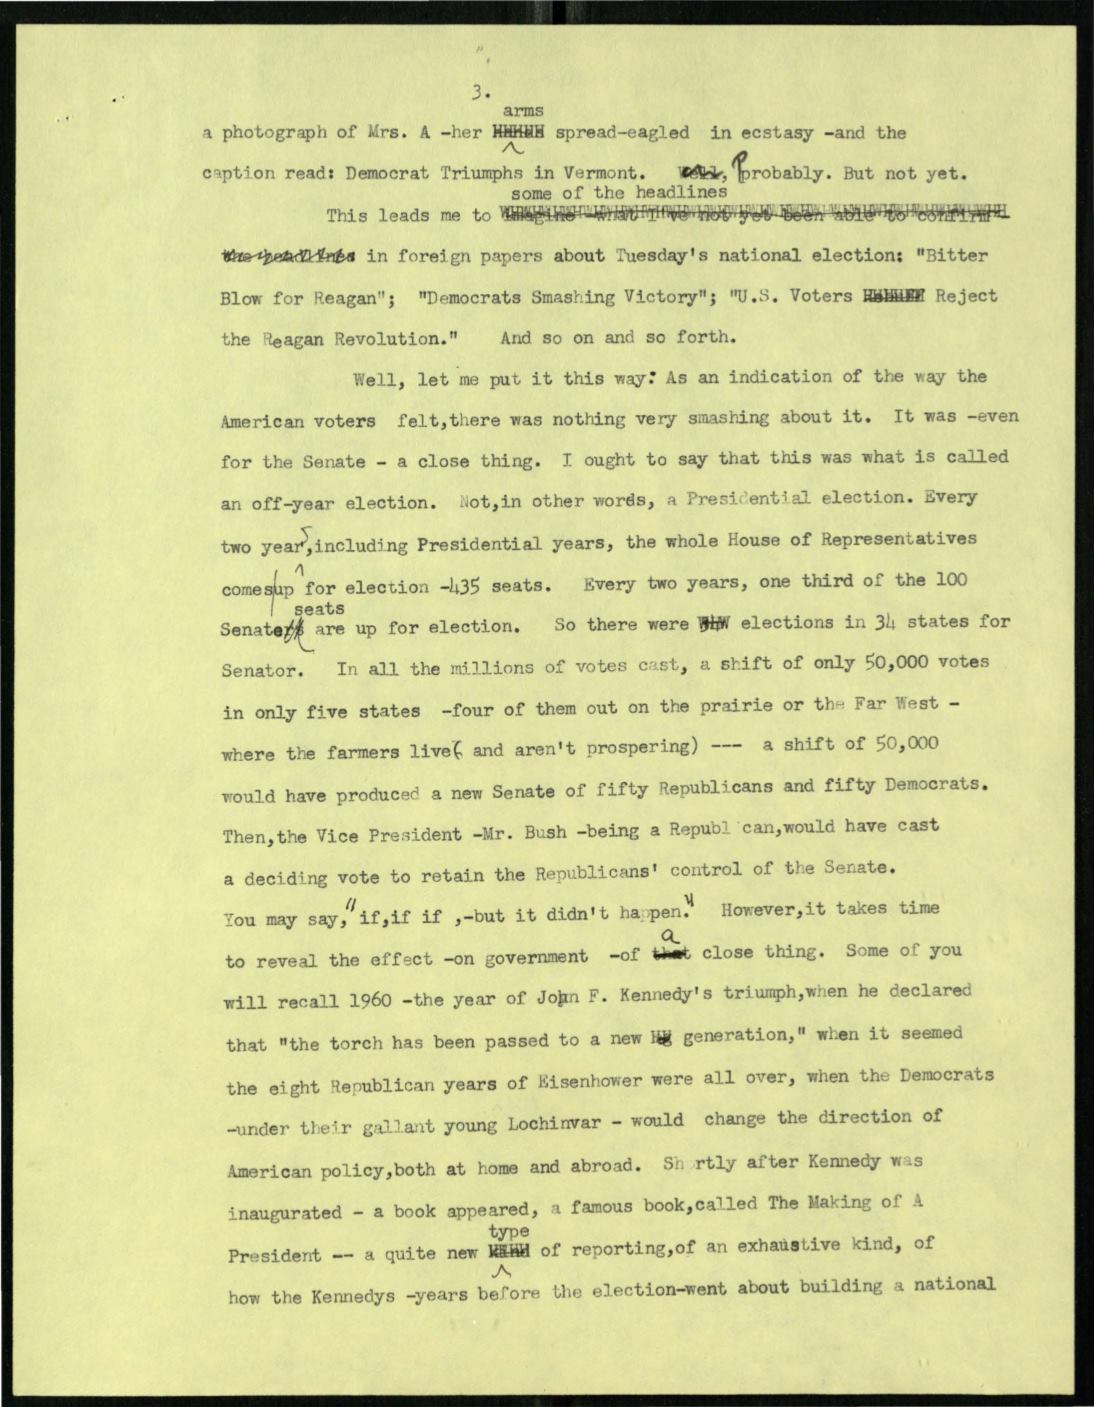 3.
arms
a photograph of Mrs. A -her spread-eagled in ecstasy -and the
caption read: Democrat Triumphs in Vermont. Well, Probably. But not yet.
some of the headlines
This leads me to imagine -what I've not yet been able to confirm
the headlines in foreign papers about Tuesday's national election: "Bitter
Blow for Reagan"; "Democrats Smashing Victory"; "U.S. Voters Reject
the Reagan Revolution." And so on and so forth.
Well, let me put it this way: As an indication of the way the
American voters felt,there was nothing very smashing about it. It was -even
for the Senate - a close thing. I ought to say that this was what is called
an off-year election. Not,in other words, a Presidential election. Every
two years,including Presidential years, the whole House of Representatives
comes up for election -435 seats. Every two years, one third of the 100
seats
Senate are up for election. So there were elections in 34 states for
Senator. In all the millions of votes cast, a shift of only 50,000 votes
in only five states -four of them out on the prairie or the Far West -
where the farmers live( and aren't prospering) --- a shift of 50,000
would have produced a new Senate of fifty Republicans and fifty Democrats.
Then,the Vice President -Mr. Bush -being a Republ can,would have cast
a deciding vote to retain the Republicans' control of the Senate.
You may say,"if,if if ,-but it didn't happen." However,it takes time
a
to reveal the effect -on government -of that close thing. Some of you
will recall 1960 -the year of John F. Kennedy's triumph,when he declared
that "the torch has been passed to a new generation," when it seemed
the eight Republican years of Eisenhower were all over, when the Democrats
-under their gallant young Lochinvar - would change the direction of
American policy,both at home and abroad. Sh rtly after Kennedy was
inaugurated - a book appeared, a famous book,called The Making of A
type
President -- a quite new of reporting,of an exhaustive kind, of
how the Kennedys -years before the election-went about building a national